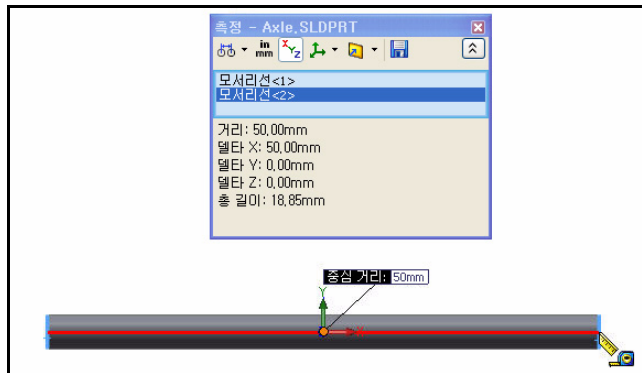 측정 - Axle.SLDPRT
in
mm
X Y Z
모서리선<1>
모서리선<2>
거리: 50,00mm
델타 X: 50,00mm
델타 Y: 0,00mm
델타 Z: 0,00mm
총 길이: 18,85mm
중심 거리: 50mm
Y
X